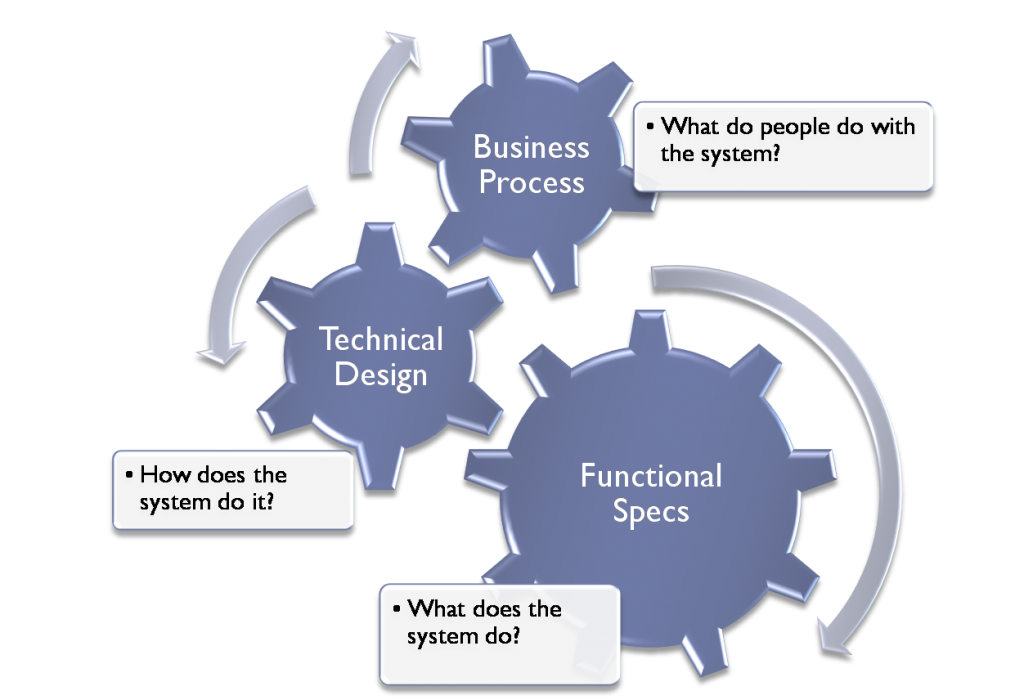 Business
Process
▪ What do people do with
the system?
Technical
Design
▪ How does the
system do it?
Functional
Specs
▪ What does the
system do?